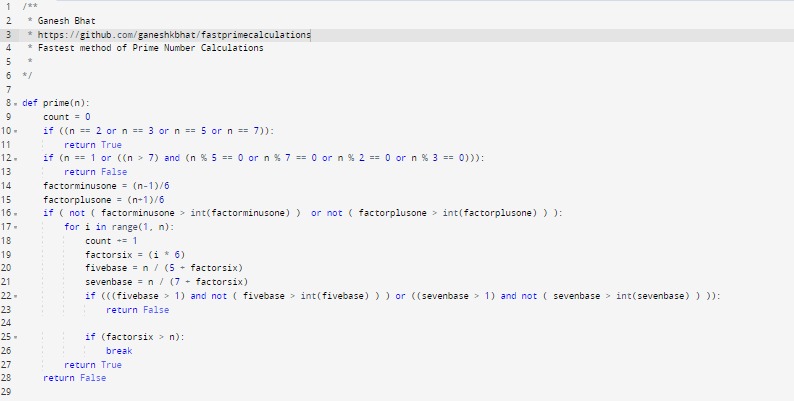 1 /**
2 * Ganesh Bhat
3 * https://github.com/ganeshkbhat/fastprimecalculations
4 * Fastest method of Prime Number Calculations
5 *
6 */
7
8 def prime(n):
9 count = 0
10 if ((n == 2 or n == 3 or n == 5 or n == 7)):
11 return True
12 if (n == 1 or ((n > 7) and (n % 5 == 0 or n % 7 == 0 or n % 2 == 0 or n % 3 == 0))):
13 return False
14 factorminusone = (n-1)/6
15 factorplusone = (n+1)/6
16 if ( not ( factorminusone > int(factorminusone) ) or not ( factorplusone > int(factorplusone) ) ):
17 for i in range(1, n):
18 count += 1
19 factorsix = (i * 6)
20 fivebase = n / (5 + factorsix)
21 sevenbase = n / (7 + factorsix)
22 if (((fivebase > 1) and not ( fivebase > int(fivebase) ) ) or ((sevenbase > 1) and not ( sevenbase > int(sevenbase) ) )):
23 return False
24
25 if (factorsix > n):
26 break
27 return True
28 return False
29